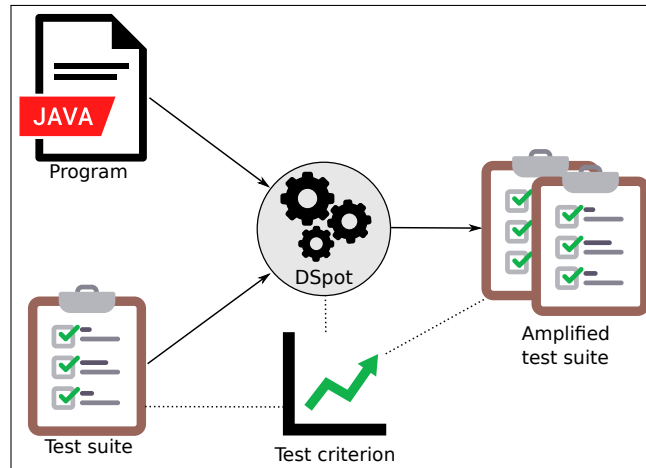 JAVA
Program
DSpot
Amplified
test suite
Test suite
Test criterion